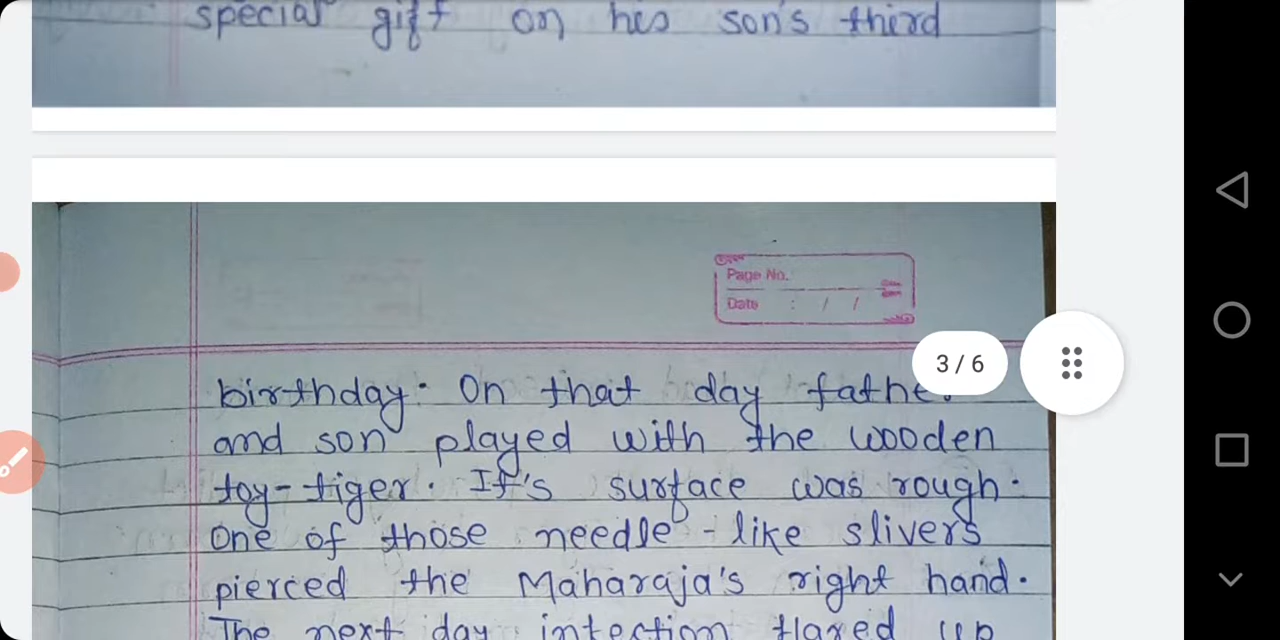 special gift on his son's third
Page No.
Date : / /
3 / 6
birthday. On that day fathe
and son played with the wooden
toy-tiger. It's surface was rough.
One of those needle-like slivers
pierced the Maharaja's right hand.
The next day infection flared up